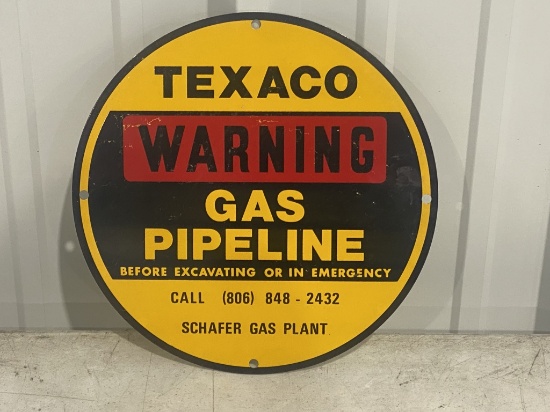 TEXACO
WARNING
GAS
PIPELINE
BEFORE EXCAVATING OR IN EMERGENCY
CALL (806) 848 - 2432
SCHAFER GAS PLANT